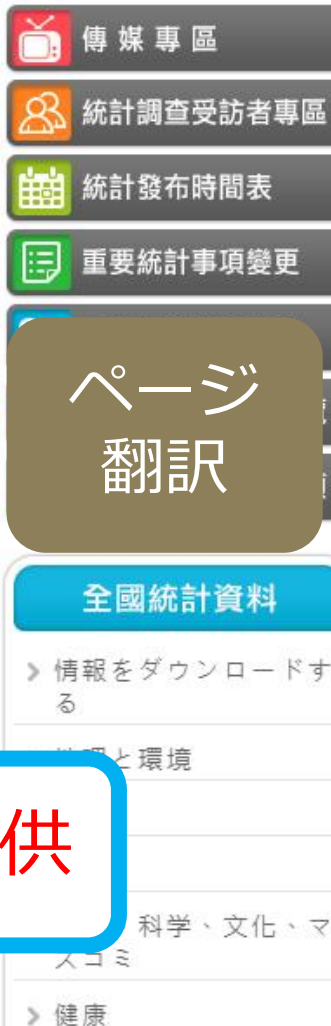 傳媒專區
統計調查受訪者專區
統計發布時間表
重要統計事項變更
ページ
翻訳
全國統計資料
情報をダウンロードす
る
と環境
供
科学、文化、マ
スコミ
健康